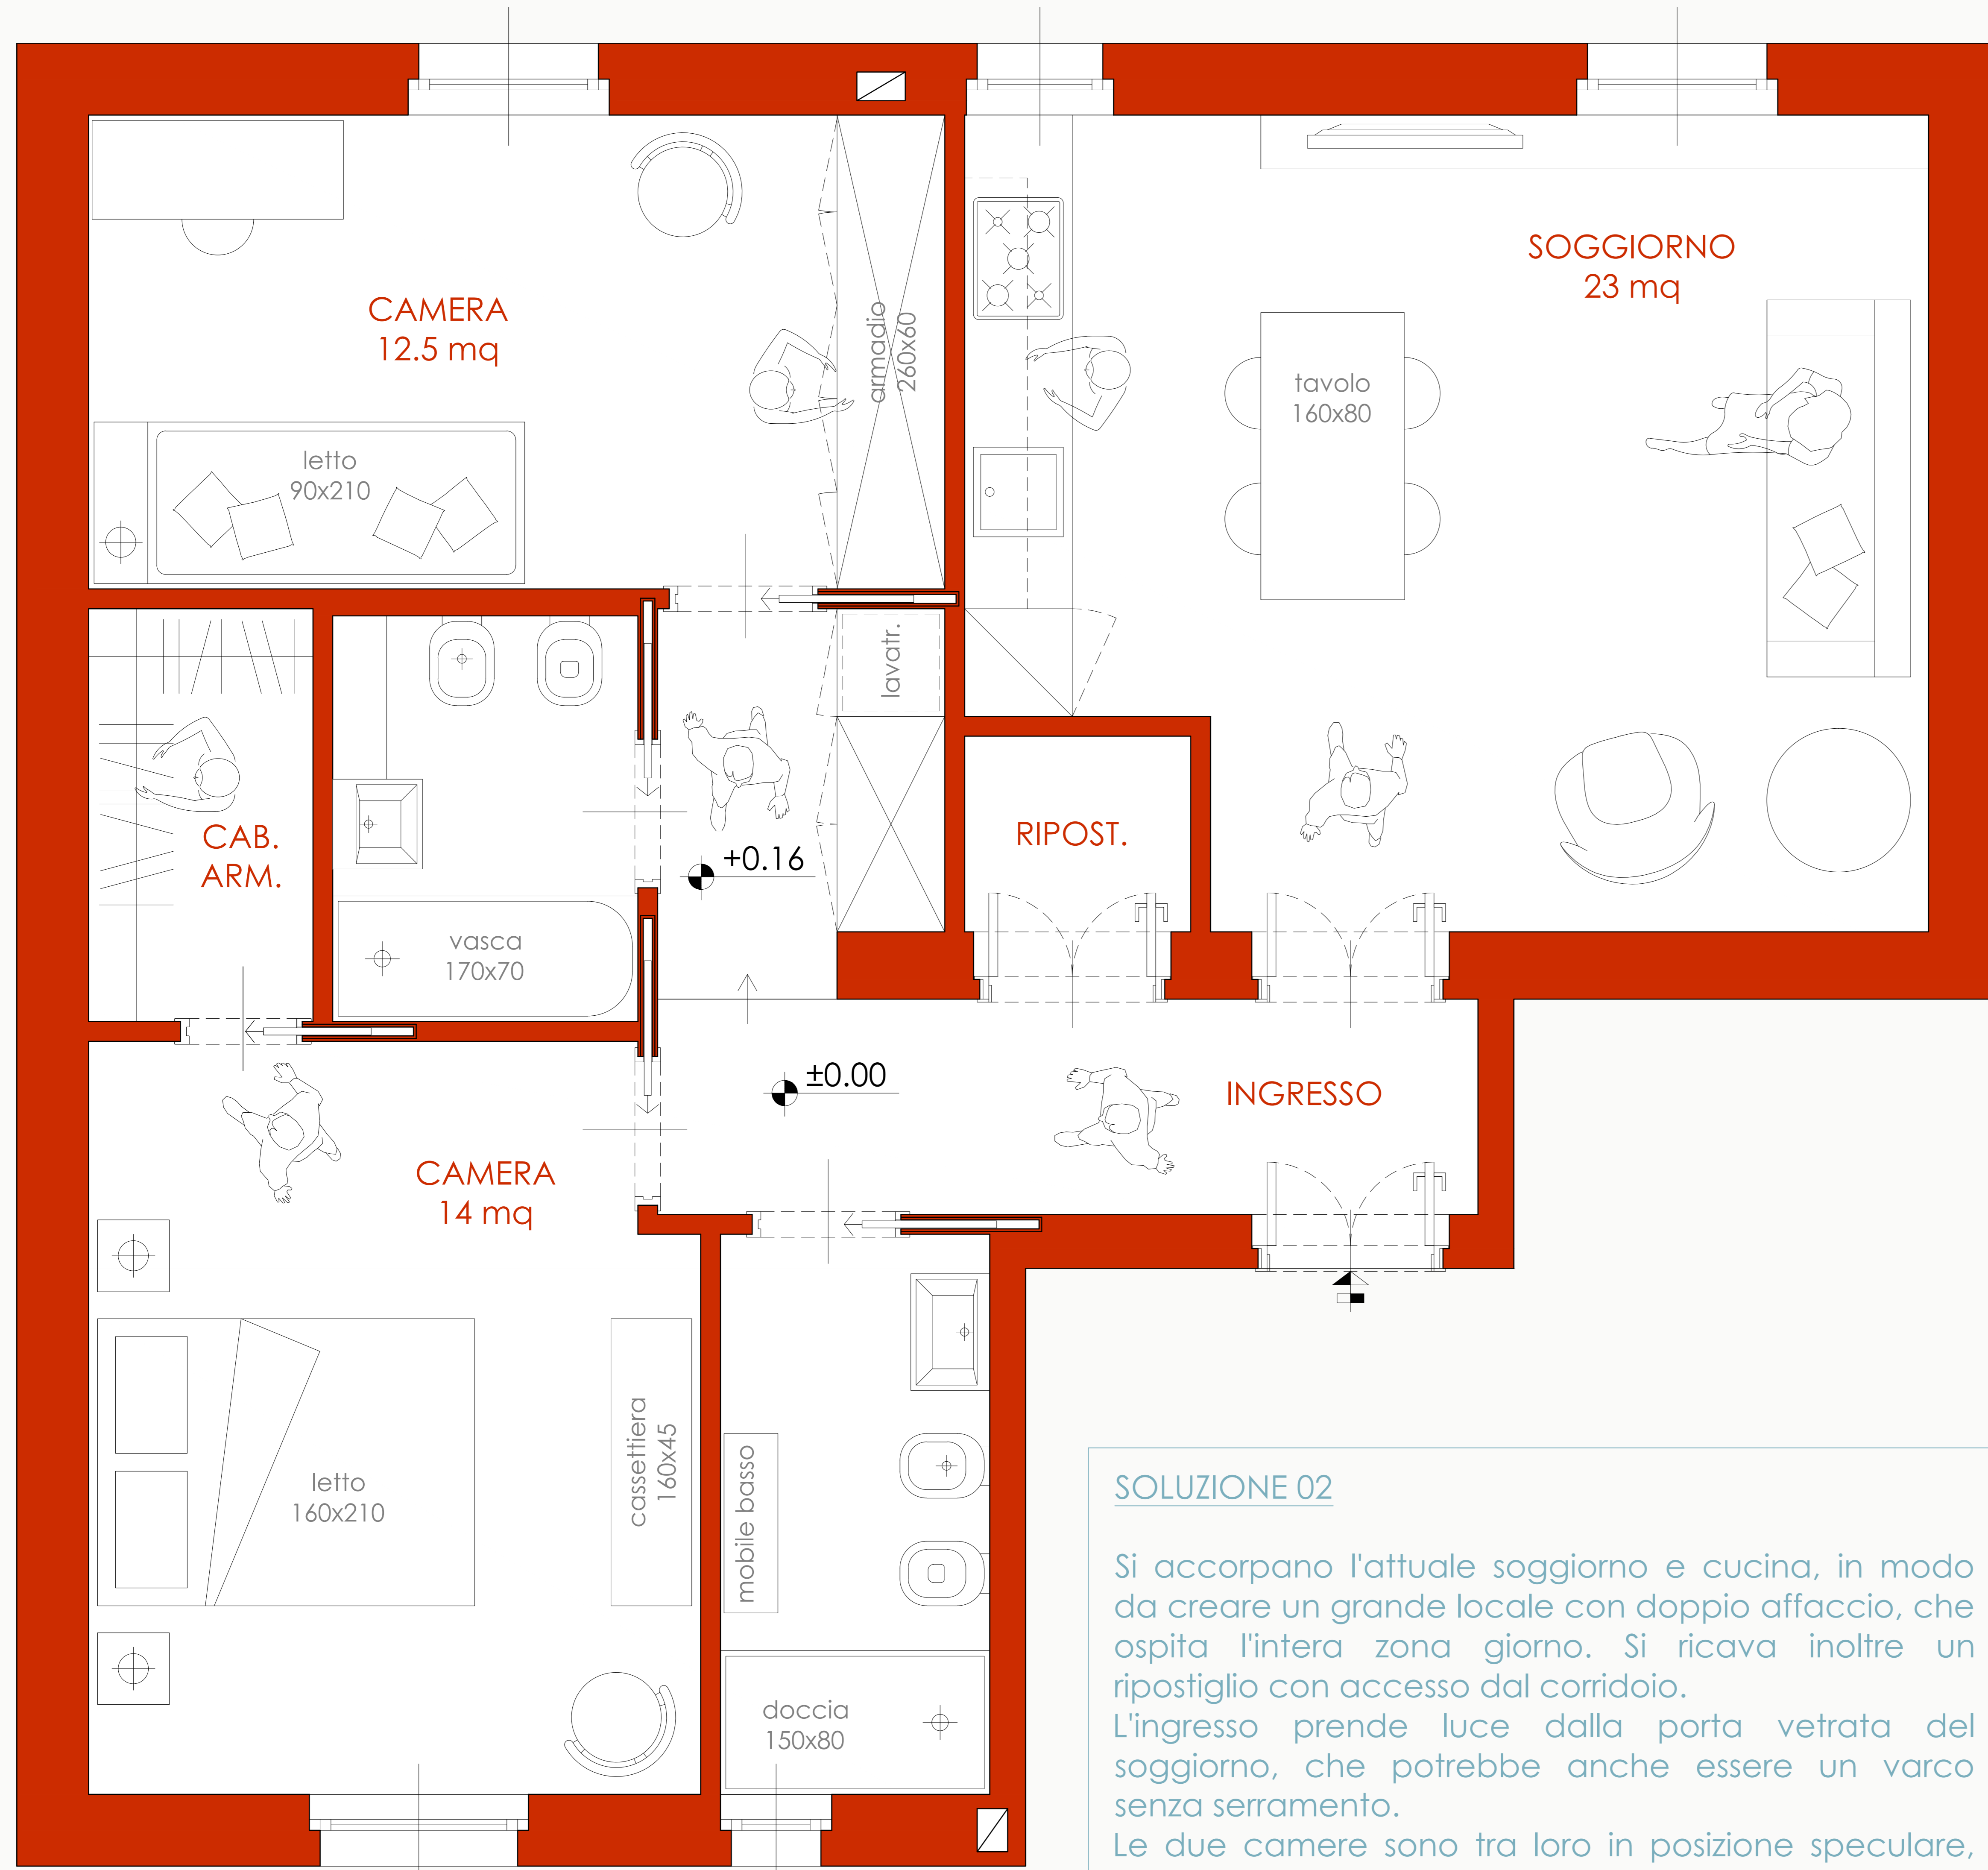 CAMERA
12.5 mq
armadio
260x60
letto
90x210
SOGGIORNO
23 mq
tavolo
160x80
lavatr.
CAB.
ARM.
vasca
170x70
+0.16
RIPOST.
±0.00
INGRESSO
CAMERA
14 mq
letto
160x210
cassettiera
160x45
mobile basso
doccia
150x80
SOLUZIONE 02
Si accorpano l'attuale soggiorno e cucina, in modo
da creare un grande locale con doppio affaccio, che
ospita l'intera zona giorno. Si ricava inoltre un
ripostiglio con accesso dal corridoio.
L'ingresso prende luce dalla porta vetrata del
soggiorno, che potrebbe anche essere un varco
senza serramento.
Le due camere sono tra loro in posizione speculare,